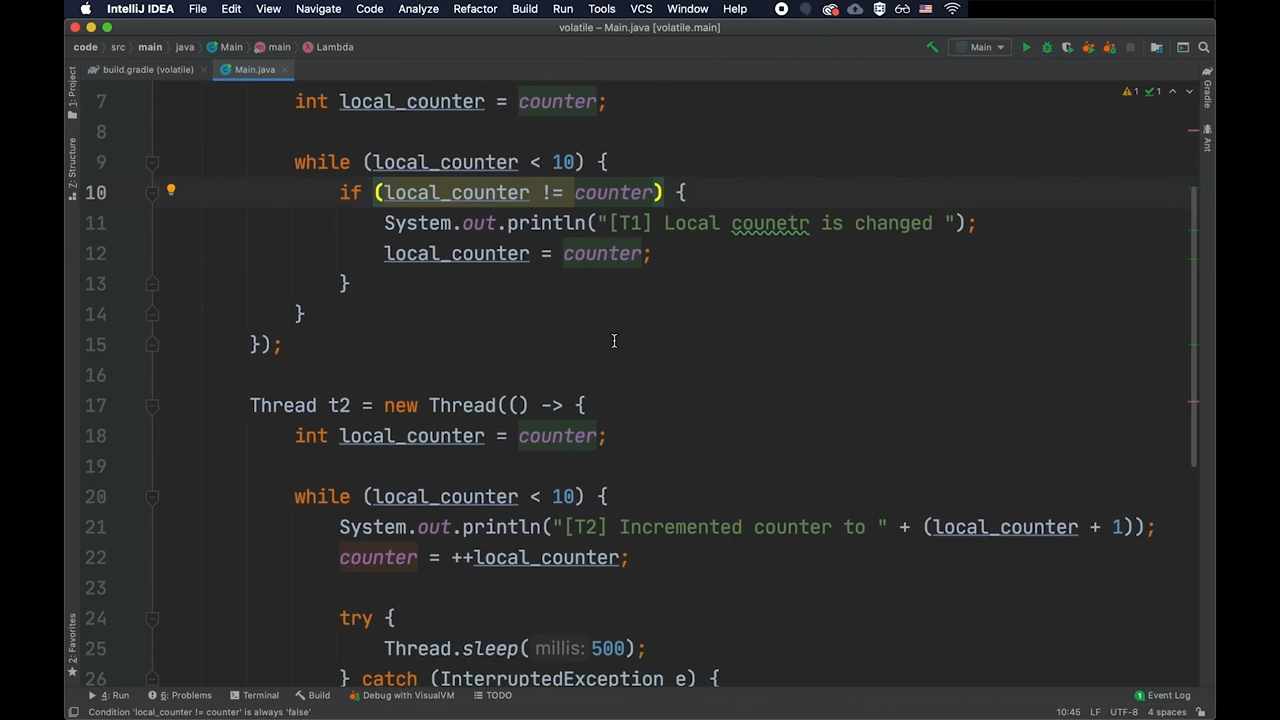 IntelliJ IDEA File Edit View Navigate Code Analyze Refactor Build Run Tools VCS Window Help
volatile – Main.java [volatile.main]
code src main java Main main Lambda Main
build.gradle (volatile) Main.java
1: Project
Z: Structure
2: Favorites
Gradle
Ant
1 1
7 int local_counter = counter;
8
9 while (local_counter < 10) {
10 if (local_counter != counter) {
11 System.out.println("[T1] Local counetr is changed ");
12 local_counter = counter;
13 }
14 }
15 });
16
17 Thread t2 = new Thread(() -> {
18 int local_counter = counter;
19
20 while (local_counter < 10) {
21 System.out.println("[T2] Incremented counter to " + (local_counter + 1));
22 counter = ++local_counter;
23
24 try {
25 Thread.sleep( millis: 500);
26 } catch (InterruptedException e) {
4: Run 6: Problems Terminal Build Debug with VisualVM TODO 1 Event Log
Condition 'local_counter != counter' is always 'false' 10:45 LF UTF-8 4 spaces